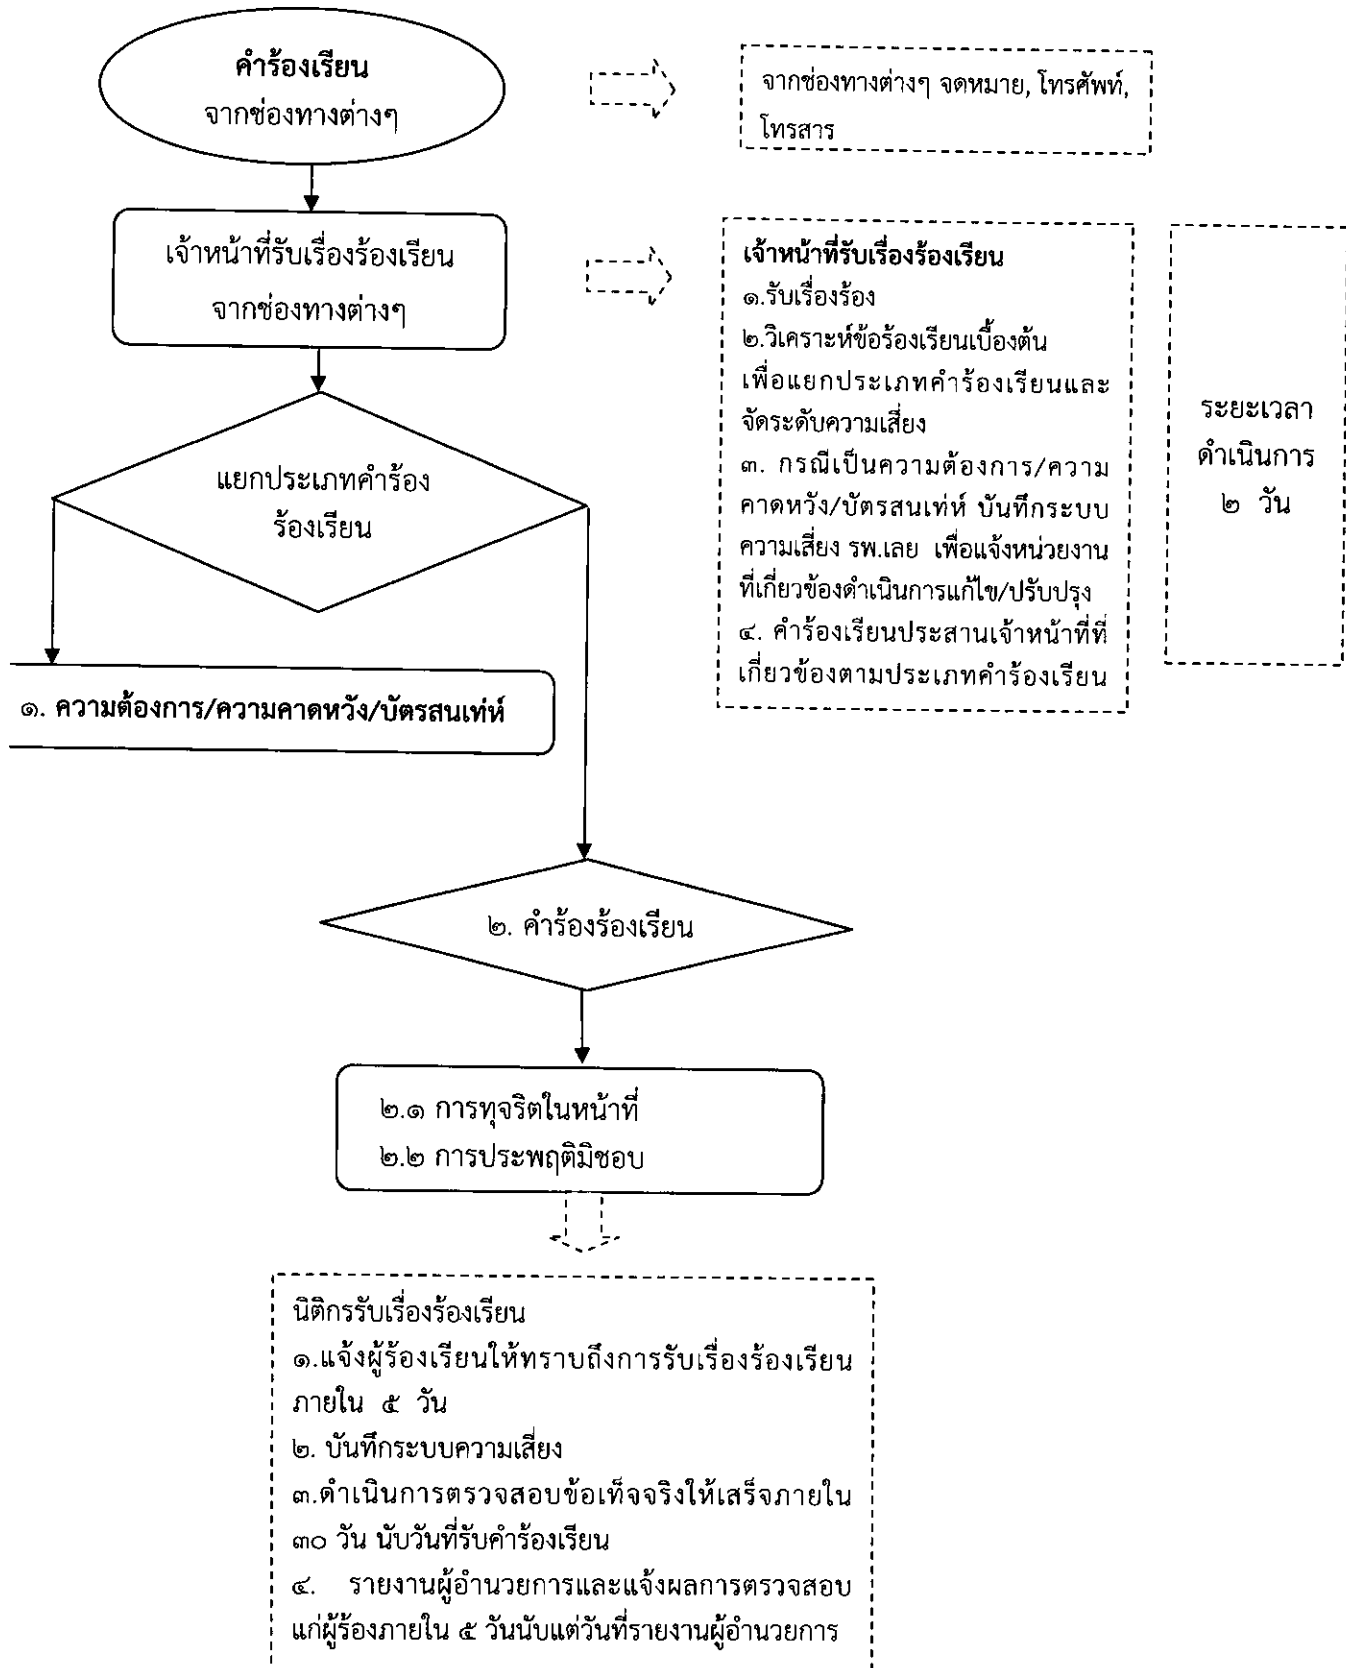 คำร้องเรียน
จากช่องทางต่างๆ
จากช่องทางต่างๆ จดหมาย, โทรศัพท์,
โทรสาร
เจ้าหน้าที่รับเรื่องร้องเรียน
จากช่องทางต่างๆ
เจ้าหน้าที่รับเรื่องร้องเรียน
๑.รับเรื่องร้อง
๒.วิเคราะห์ข้อร้องเรียนเบื้องต้น
เพื่อแยกประเภทคำร้องเรียนและ
จัดระดับความเสี่ยง
๓. กรณีเป็นความต้องการ/ความ
คาดหวัง/บัตรสนเท่ห์ บันทึกระบบ
ความเสี่ยง รพ.เลย เพื่อแจ้งหน่วยงาน
ที่เกี่ยวข้องดำเนินการแก้ไข/ปรับปรุง
๔. คำร้องเรียนประสานเจ้าหน้าที่ที่
เกี่ยวข้องตามประเภทคำร้องเรียน
ระยะเวลา
ดำเนินการ
๒ วัน
แยกประเภทคำร้อง
ร้องเรียน
๑. ความต้องการ/ความคาดหวัง/บัตรสนเท่ห์
๒. คำร้องร้องเรียน
๒.๑ การทุจริตในหน้าที่
๒.๒ การประพฤติมิชอบ
นิติกรรับเรื่องร้องเรียน
๑.แจ้งผู้ร้องเรียนให้ทราบถึงการรับเรื่องร้องเรียน
ภายใน ๕ วัน
๒. บันทึกระบบความเสี่ยง
๓.ดำเนินการตรวจสอบข้อเท็จจริงให้เสร็จภายใน
๓๐ วัน นับวันที่รับคำร้องเรียน
๔. รายงานผู้อำนวยการและแจ้งผลการตรวจสอบ
แก่ผู้ร้องภายใน ๕ วันนับแต่วันที่รายงานผู้อำนวยการ